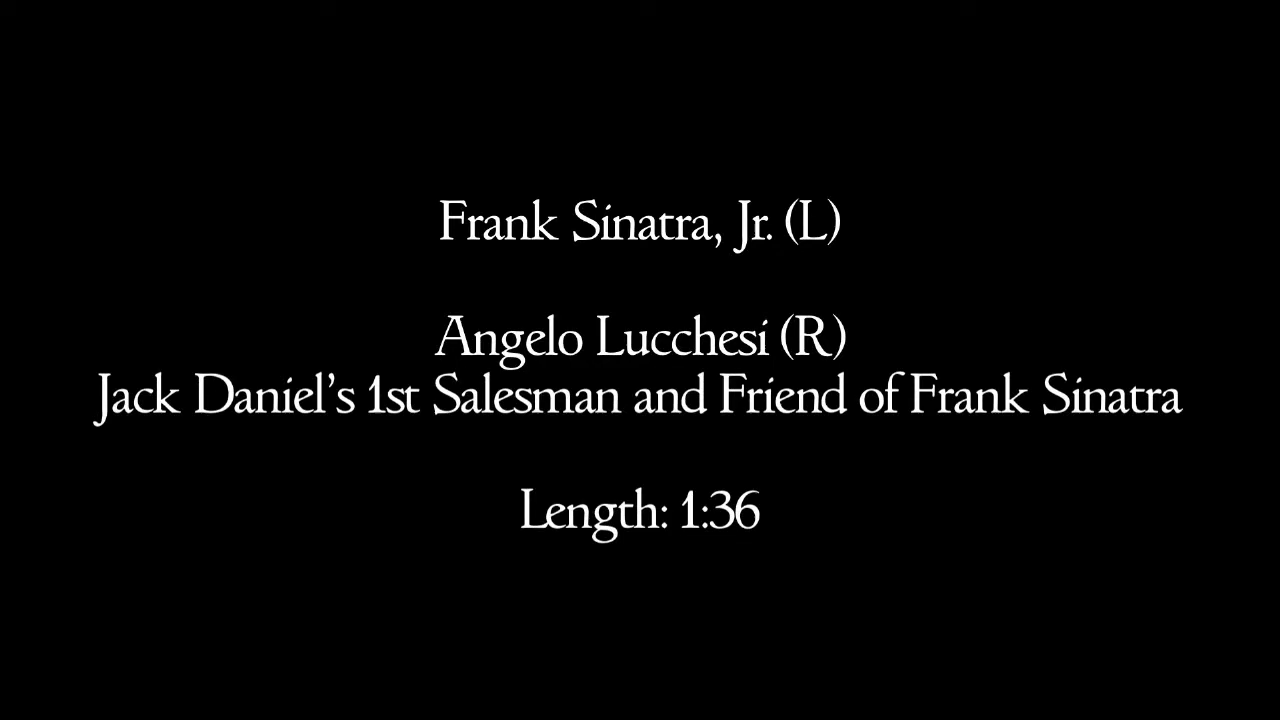 Frank Sinatra, Jr. (L)
Angelo Lucchesi (R)
Jack Daniel's 1st Salesman and Friend of Frank Sinatra
Length: 1:36